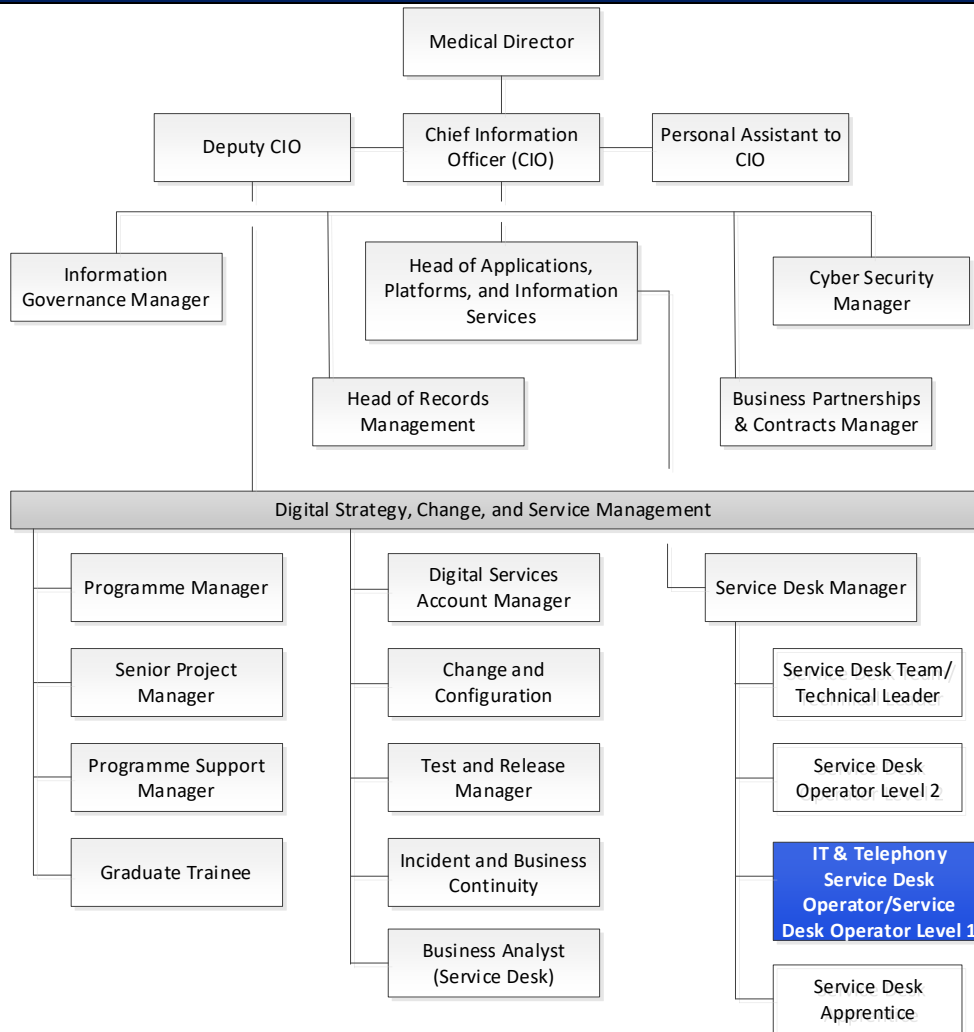 Medical Director
Deputy CIO
Chief Information
Officer (CIO)
Personal Assistant to
CIO
Information
Governance Manager
Head of Applications,
Platforms, and Information
Services
Cyber Security
Manager
Head of Records
Management
Business Partnerships
& Contracts Manager
Digital Strategy, Change, and Service Management
Programme Manager
Senior Project
Manager
Programme Support
Manager
Graduate Trainee
Digital Services
Account Manager
Change and
Configuration
Test and Release
Manager
Incident and Business
Continuity
Business Analyst
(Service Desk)
Service Desk Manager
Service Desk Team/
Technical Leader
Service Desk
Operator Level 2
IT & Telephony
Service Desk
Operator/Service
Desk Operator Level 1
Service Desk
Apprentice